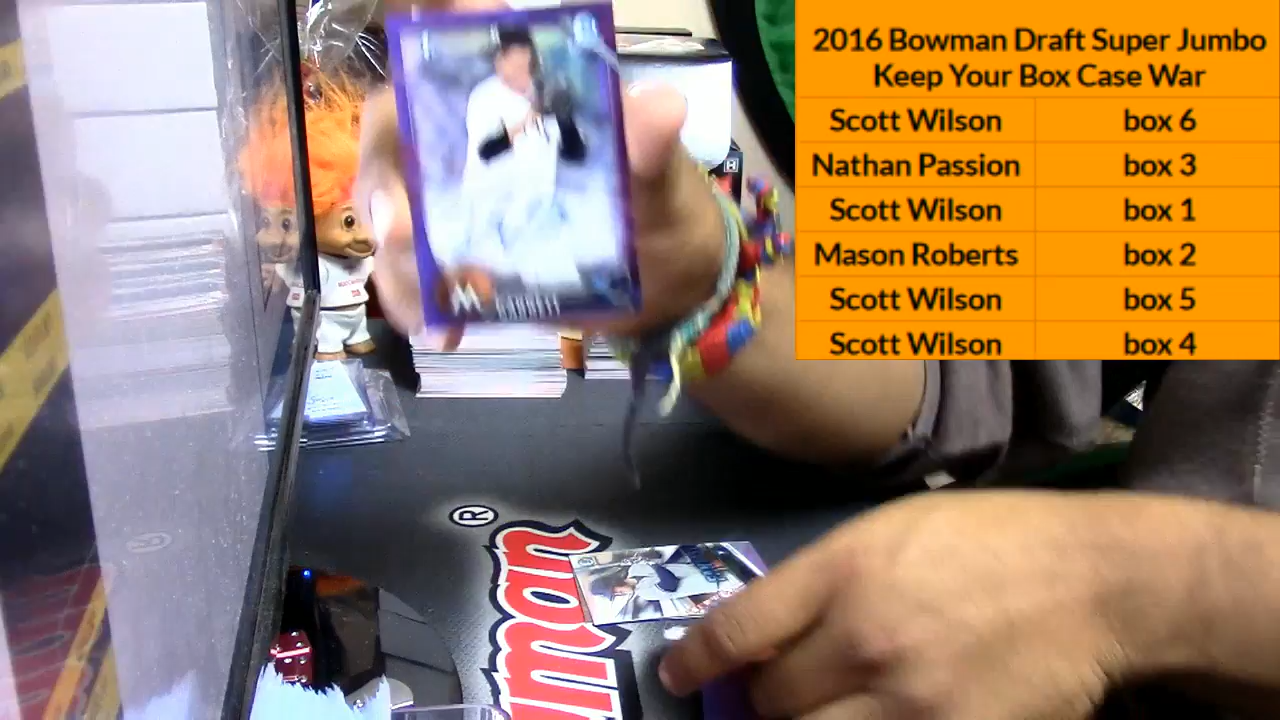 2016 Bowman Draft Super Jumbo
Keep Your Box Case War
Scott Wilson box 6
Nathan Passion box 3
Scott Wilson box 1
Mason Roberts box 2
Scott Wilson box 5
Scott Wilson box 4
M
®
man